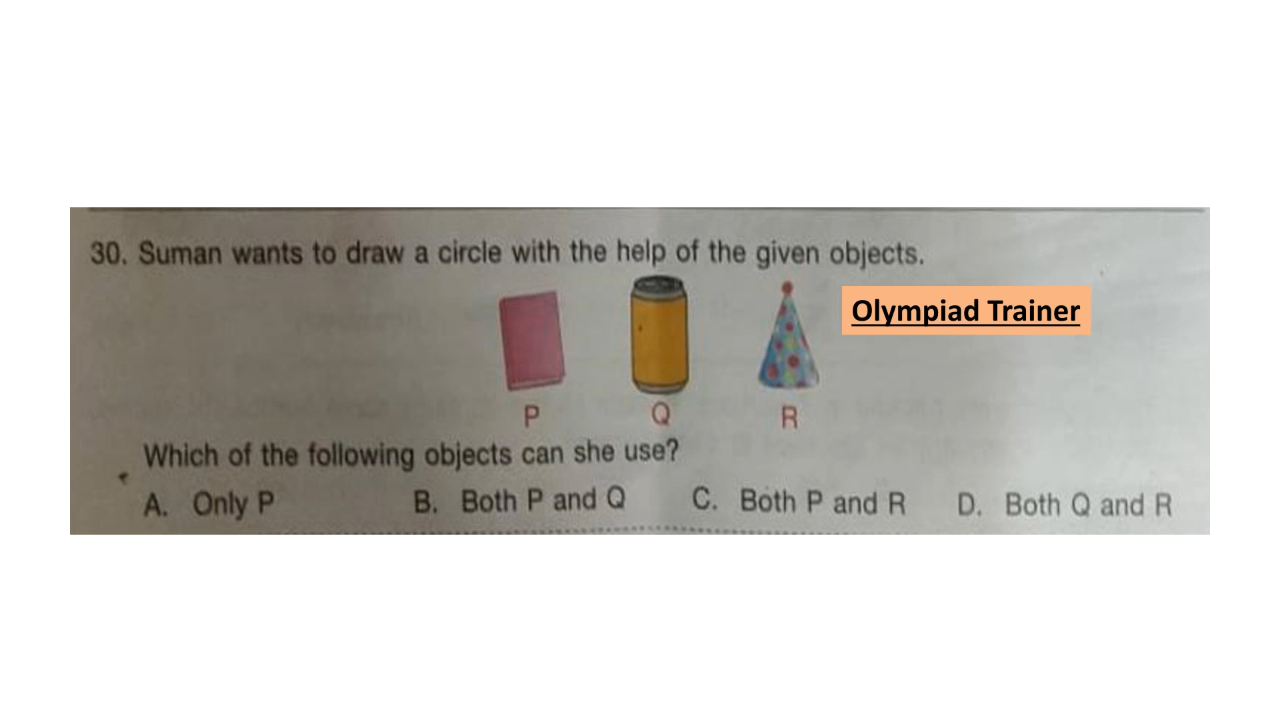 30. Suman wants to draw a circle with the help of the given objects.
Olympiad Trainer
P Q R
Which of the following objects can she use?
A. Only P B. Both P and Q C. Both P and R D. Both Q and R